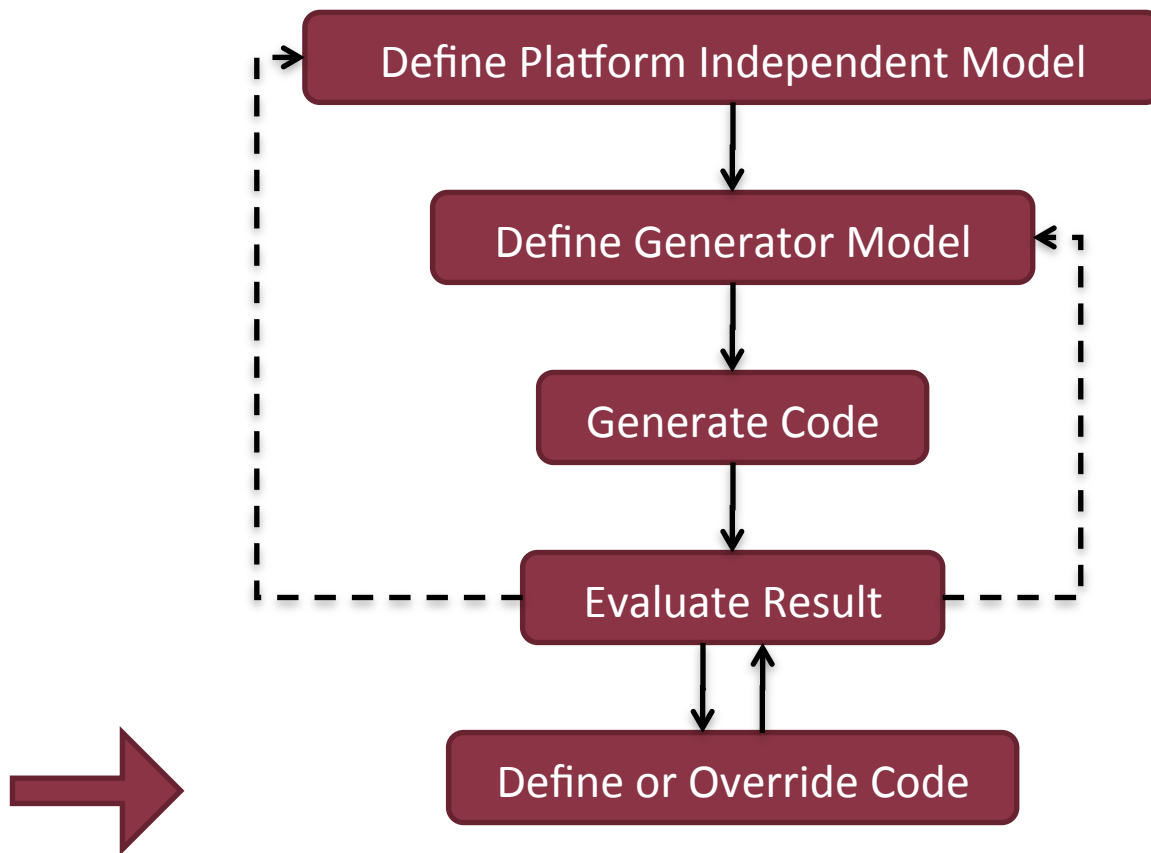 Define Platform Independent Model
Define Generator Model
Generate Code
Evaluate Result
Define or Override Code